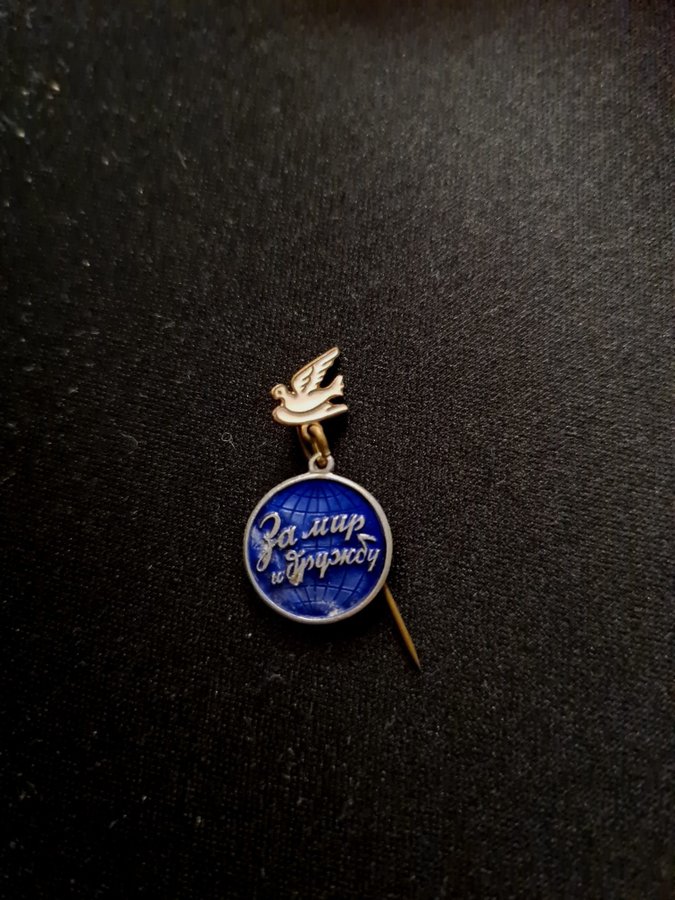 За мир
и дружбу